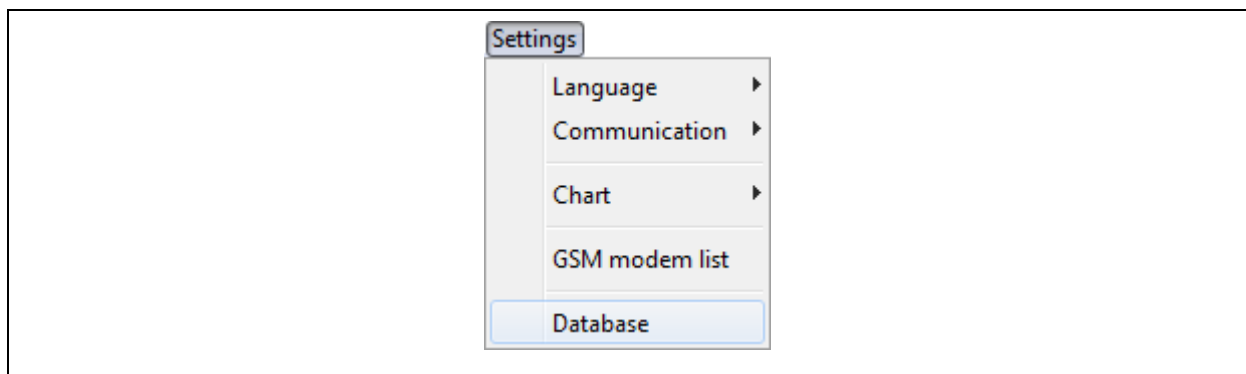 Settings
Language
Communication
Chart
GSM modem list
Database